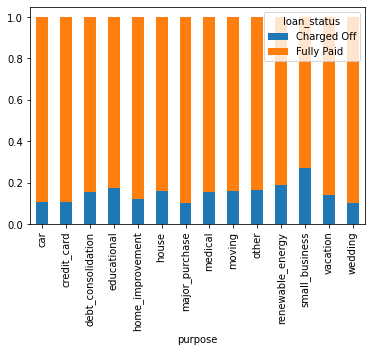 loan_status
Charged Off
Fully Paid
1.0
0.8
0.6
0.4
0.2
0.0
car
credit_card
debt_consolidation
educational
home_improvement
house
major_purchase
medical
moving
other
renewable_energy
small_business
vacation
wedding
purpose